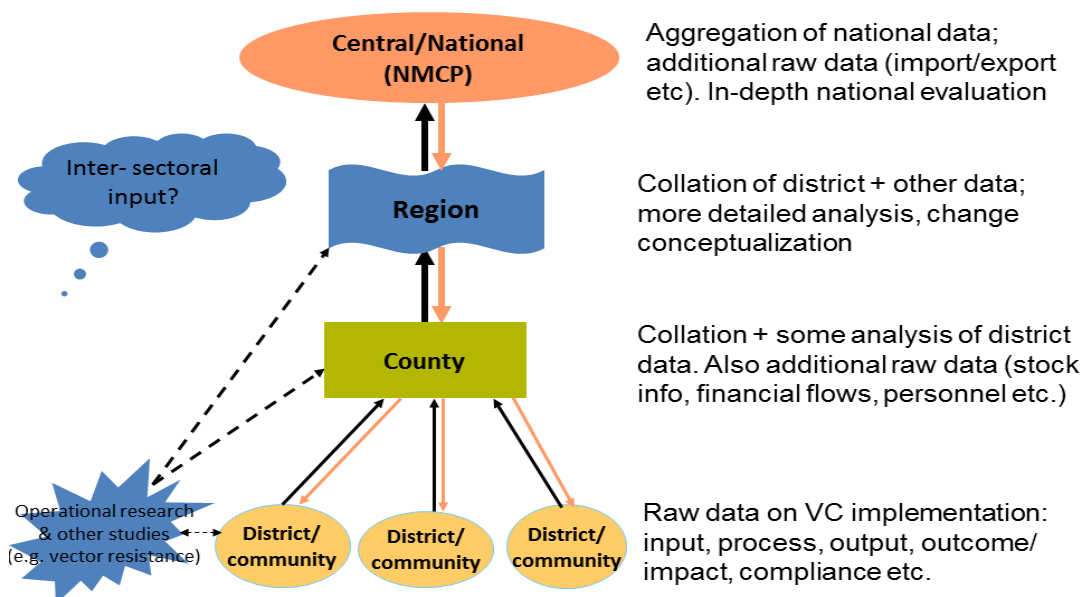 Central/National
(NMCP)
Aggregation of national data;
additional raw data (import/export
etc). In-depth national evaluation
Inter- sectoral
input?
Region
Collation of district + other data;
more detailed analysis, change
conceptualization
County
Collation + some analysis of district
data. Also additional raw data (stock
info, financial flows, personnel etc.)
Operational research
& other studies
(e.g. vector resistance)
District/
community
District/
community
District/
community
Raw data on VC implementation:
input, process, output, outcome/
impact, compliance etc.